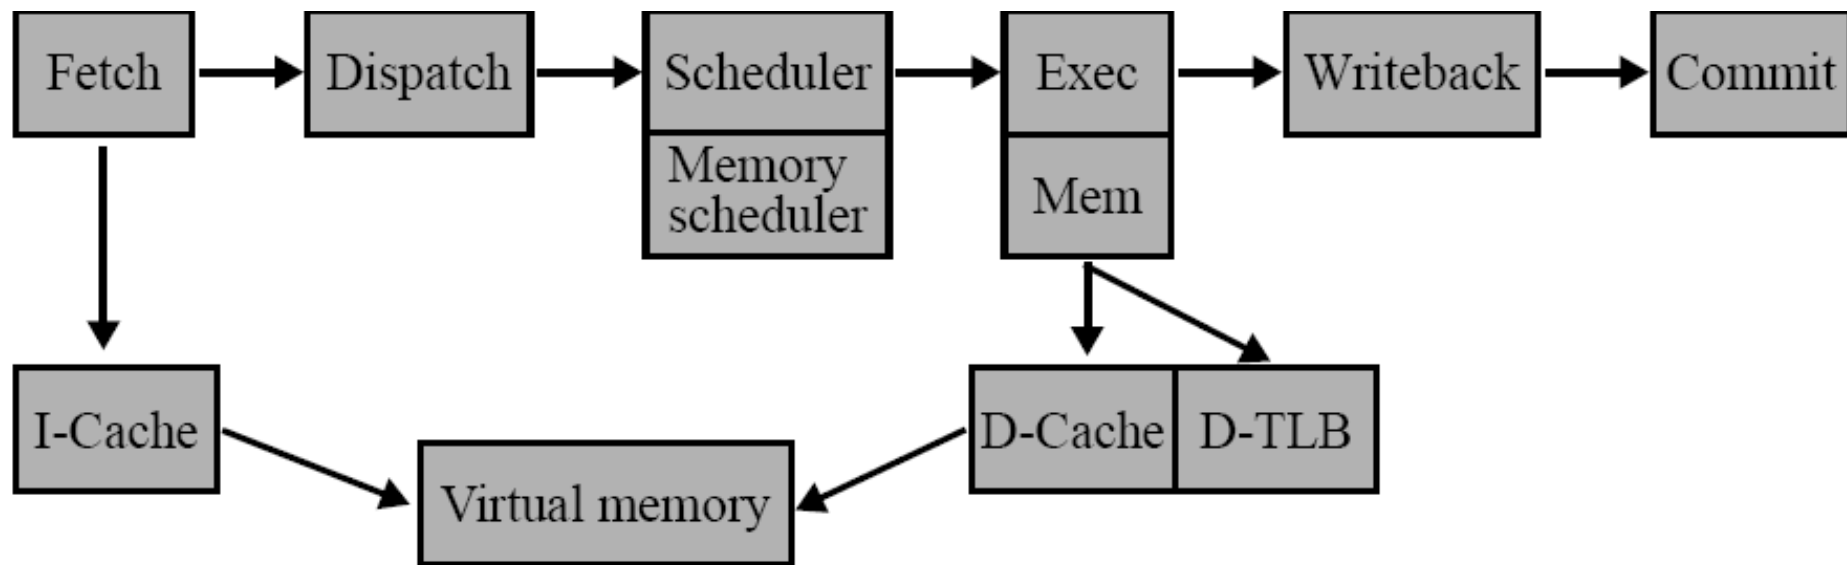 Fetch
Dispatch
Scheduler
Exec
Writeback
Commit
Memory
scheduler
Mem
I-Cache
D-Cache
D-TLB
Virtual memory